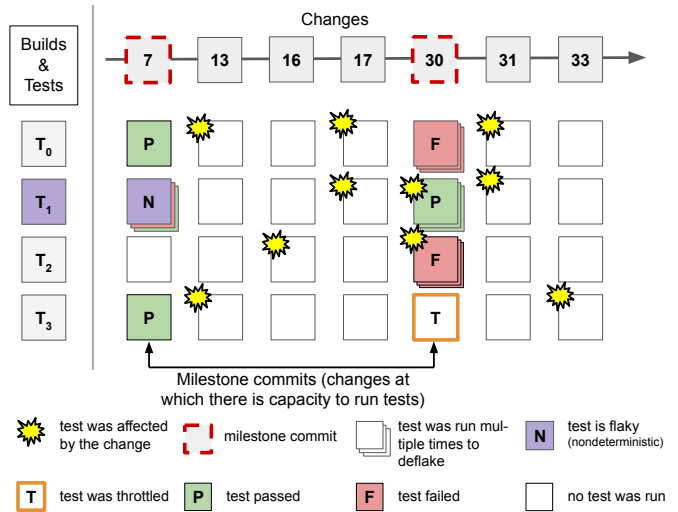 Changes
Builds
&
Tests
7 13 16 17 30 31 33
T0 P F
T1 N P
T2 F
T3 P T
Milestone commits (changes at
which there is capacity to run tests)
test was affected
by the change
milestone commit
test was run mul-
tiple times to
deflake
N test is flaky
(nondeterministic)
T test was throttled
P test passed
F test failed
no test was run